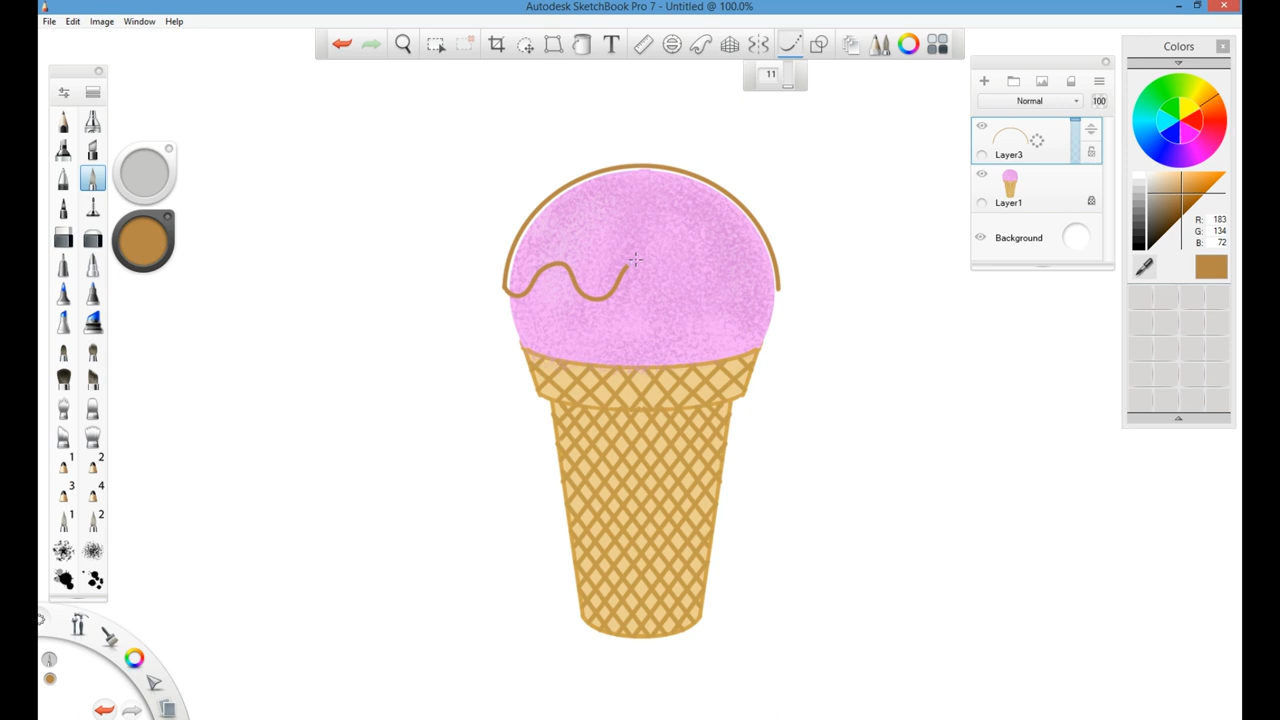 Autodesk SketchBook Pro 7 - Untitled @ 100.0%
File Edit Image Window Help
T
11
Colors
Normal 100
Layer3
Layer1
Background
R: 183
G: 134
B: 72
1 2
3 4
1 2